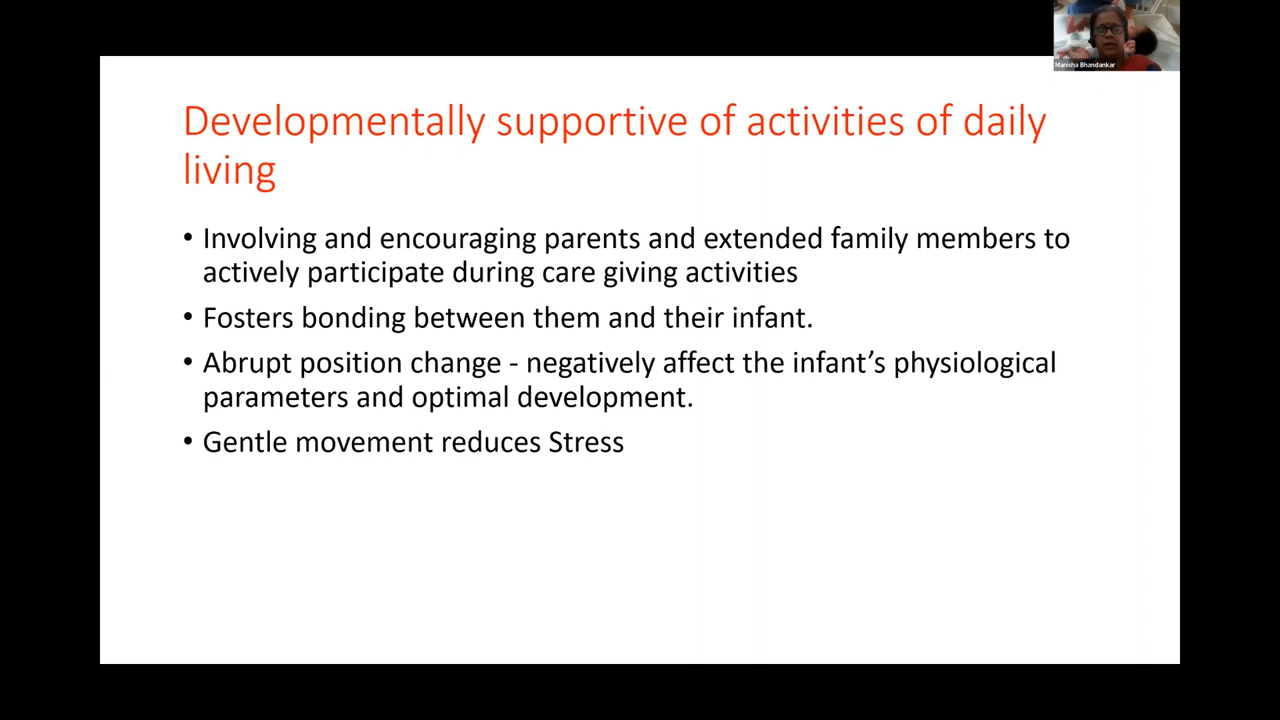 Manisha Bhandankar
Developmentally supportive of activities of daily
living
• Involving and encouraging parents and extended family members to
actively participate during care giving activities
• Fosters bonding between them and their infant.
• Abrupt position change - negatively affect the infant’s physiological
parameters and optimal development.
• Gentle movement reduces Stress